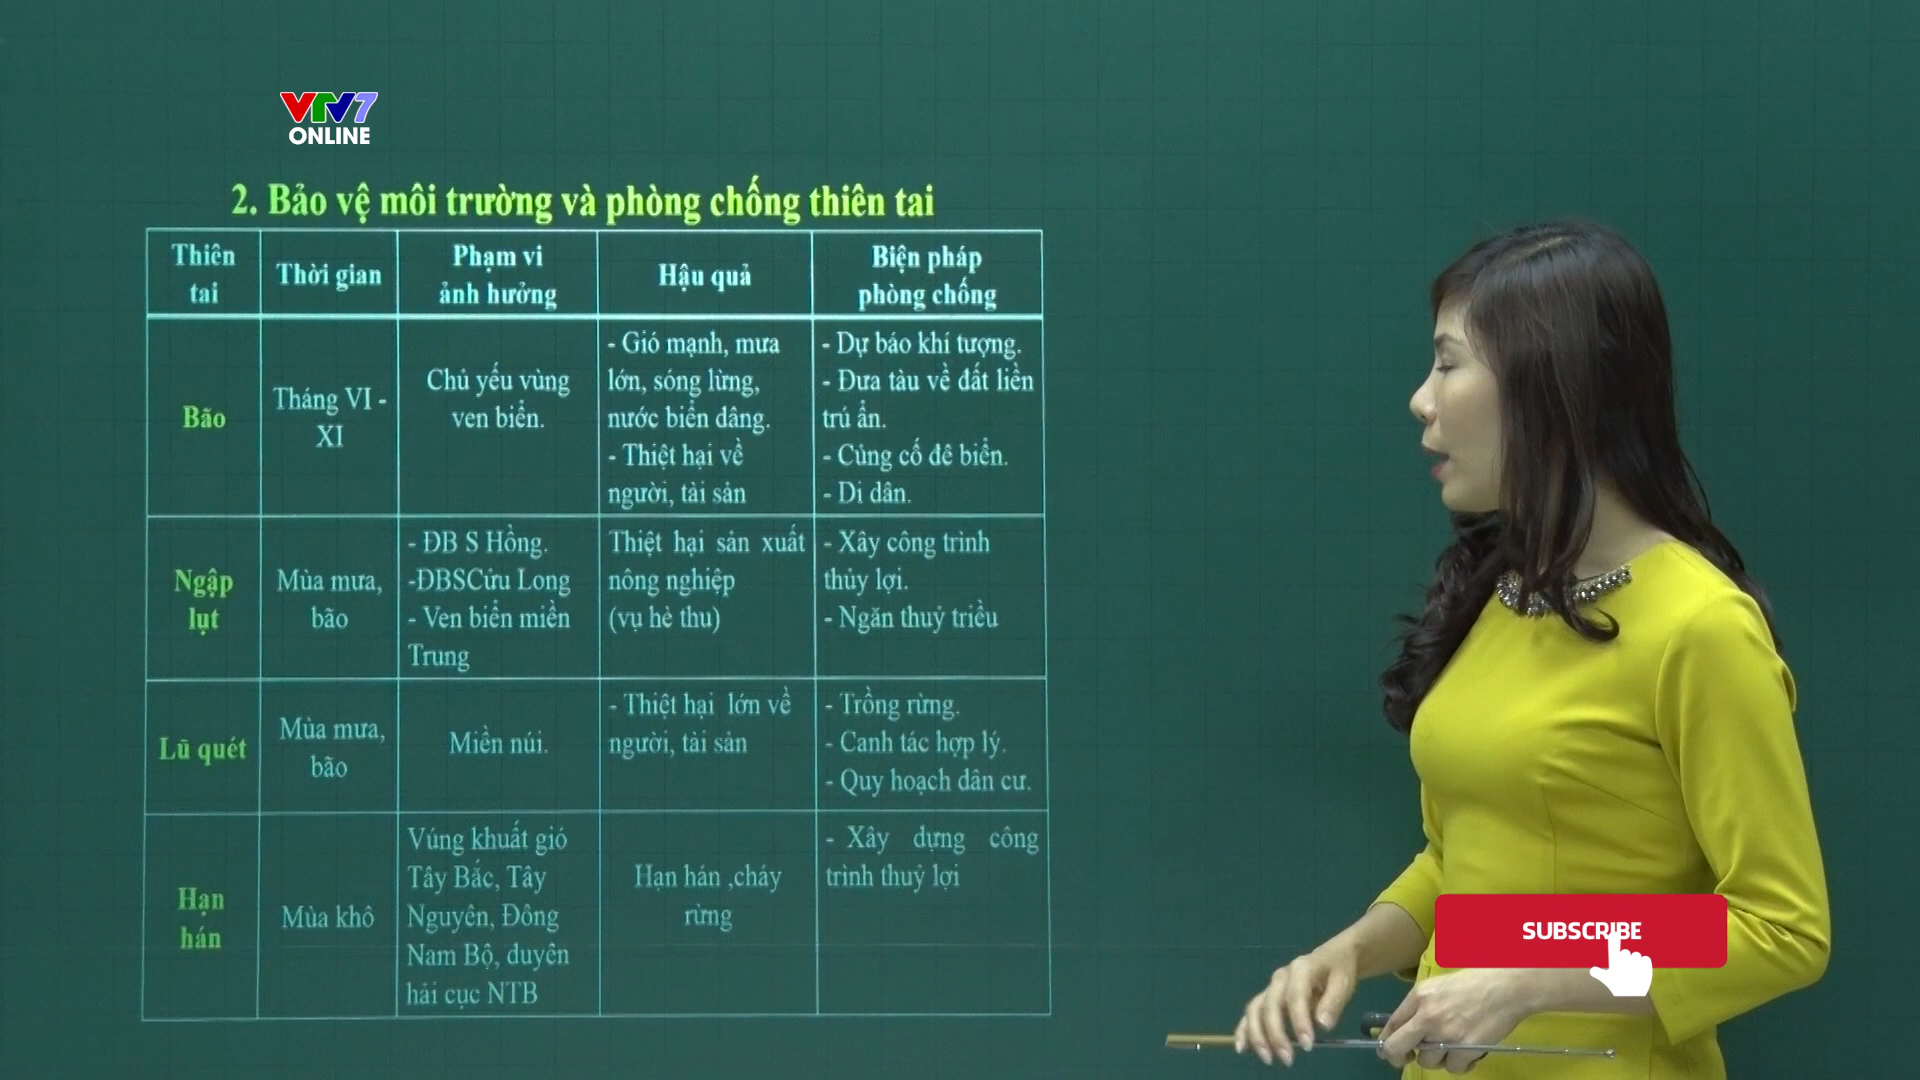 VTV7
ONLINE
2. Bảo vệ môi trường và phòng chống thiên tai
Thiên
tai
Thời gian
Phạm vi
ảnh hưởng
Hậu quả
Biện pháp
phòng chống
Bão
Tháng VI -
XI
Chủ yếu vùng
ven biển.
- Gió mạnh, mưa
lớn, sóng lừng,
nước biển dâng.
- Thiệt hại về
người, tài sản
- Dự báo khí tượng.
- Đưa tàu về đất liền
trú ẩn.
- Củng cố đê biển.
- Di dân.
Ngập
lụt
Mùa mưa,
bão
- ĐB S Hồng.
-ĐBSCửu Long
- Ven biển miền
Trung
Thiệt hại sản xuất
nông nghiệp
(vụ hè thu)
- Xây công trình
thủy lợi.
- Ngăn thuỷ triều
Lũ quét
Mùa mưa,
bão
Miền núi.
- Thiệt hại lớn về
người, tài sản
- Trồng rừng.
- Canh tác hợp lý.
- Quy hoạch dân cư.
Hạn
hán
Mùa khô
Vúng khuất gió
Tây Bắc, Tây
Nguyên, Đông
Nam Bộ, duyên
hải cục NTB
Hạn hán ,cháy
rừng
- Xây dựng công
trình thuỷ lợi
SUBSCRIBE